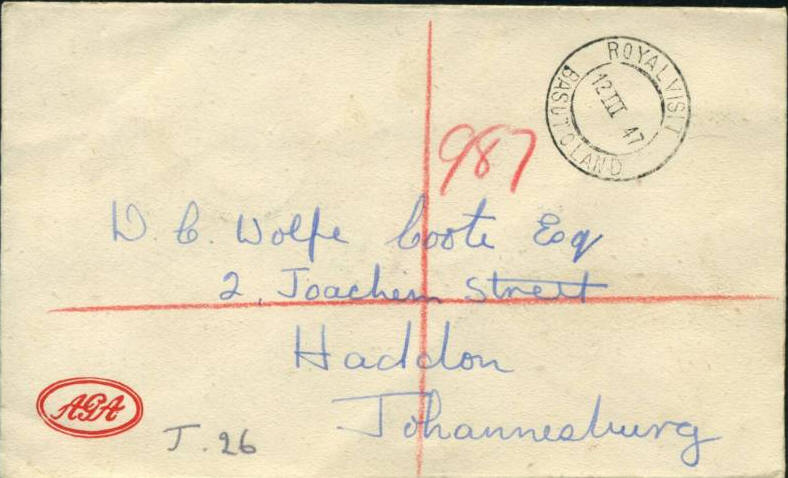 ROYAL VISIT
BASUTOLAND
12 III 47
987
W. C. Wolfe Coote Esq
2. Joachem Street
Haddon
Johannesburg
AGA
J. 26